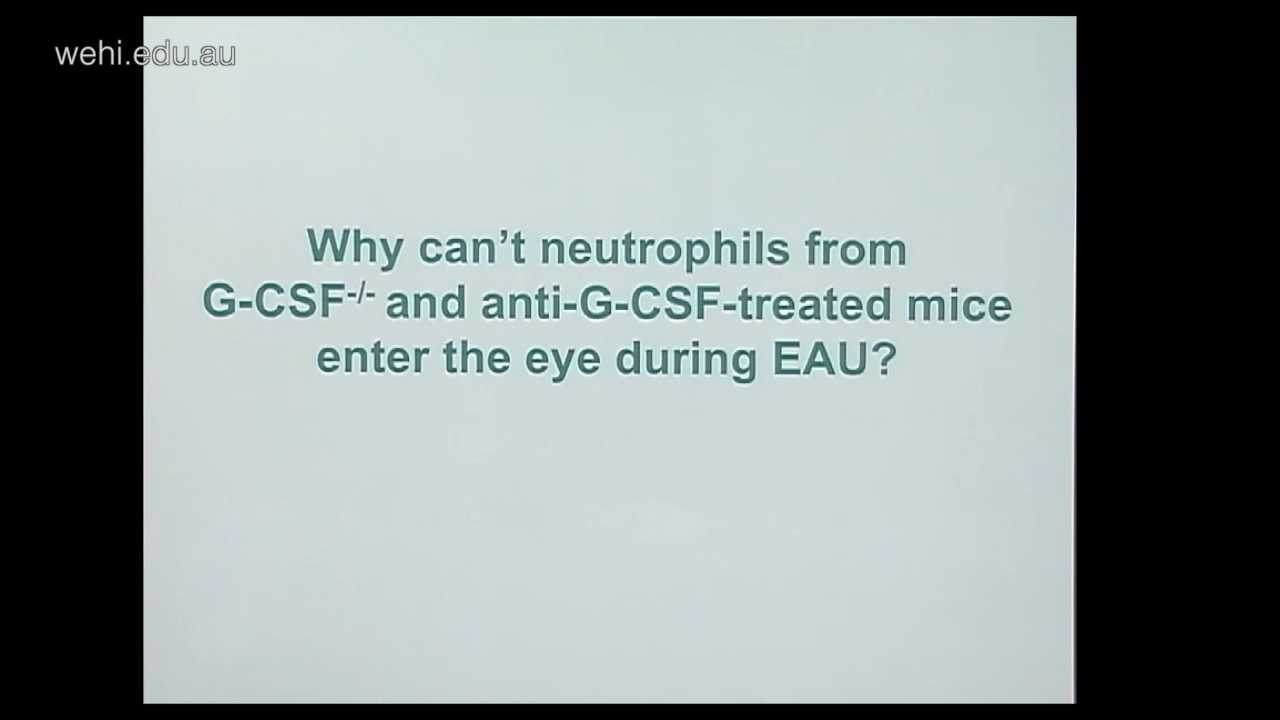 wehi.edu.au
Why can’t neutrophils from
G-CSF-/- and anti-G-CSF-treated mice
enter the eye during EAU?